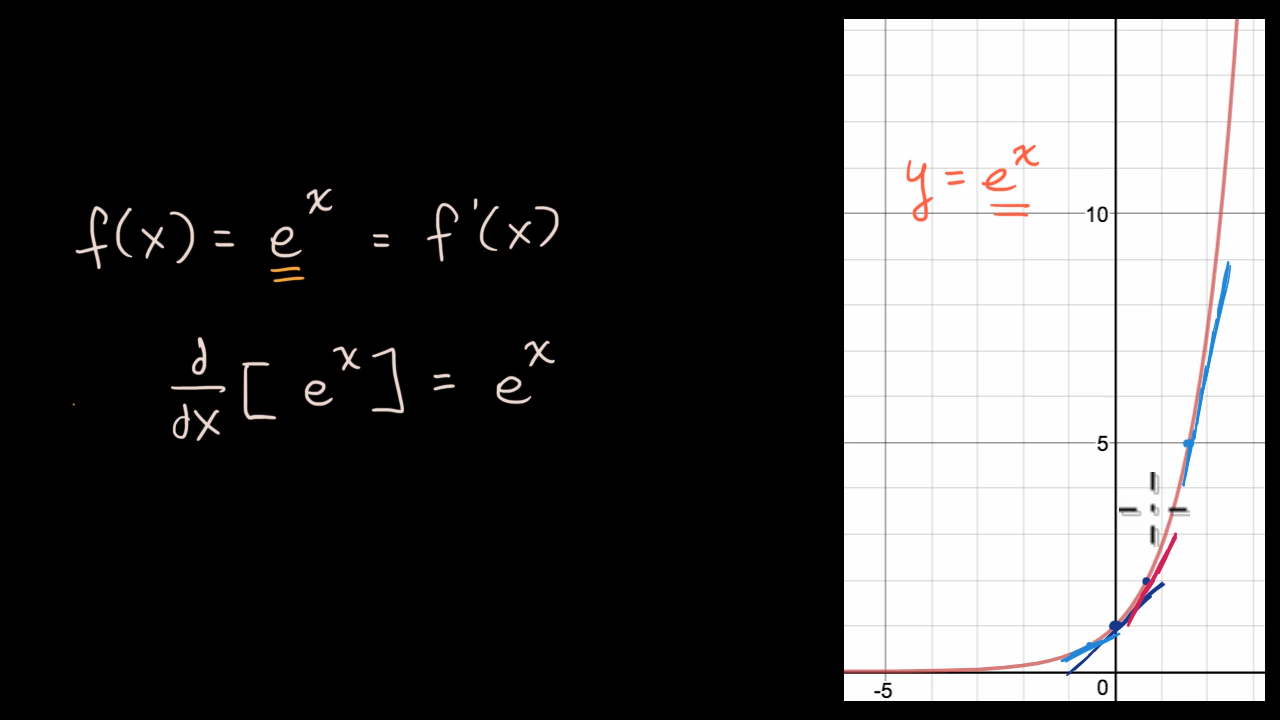 y = e^x
10
f(x) = e^x = f'(x)
d/dx [ e^x ] = e^x
5
-5
0